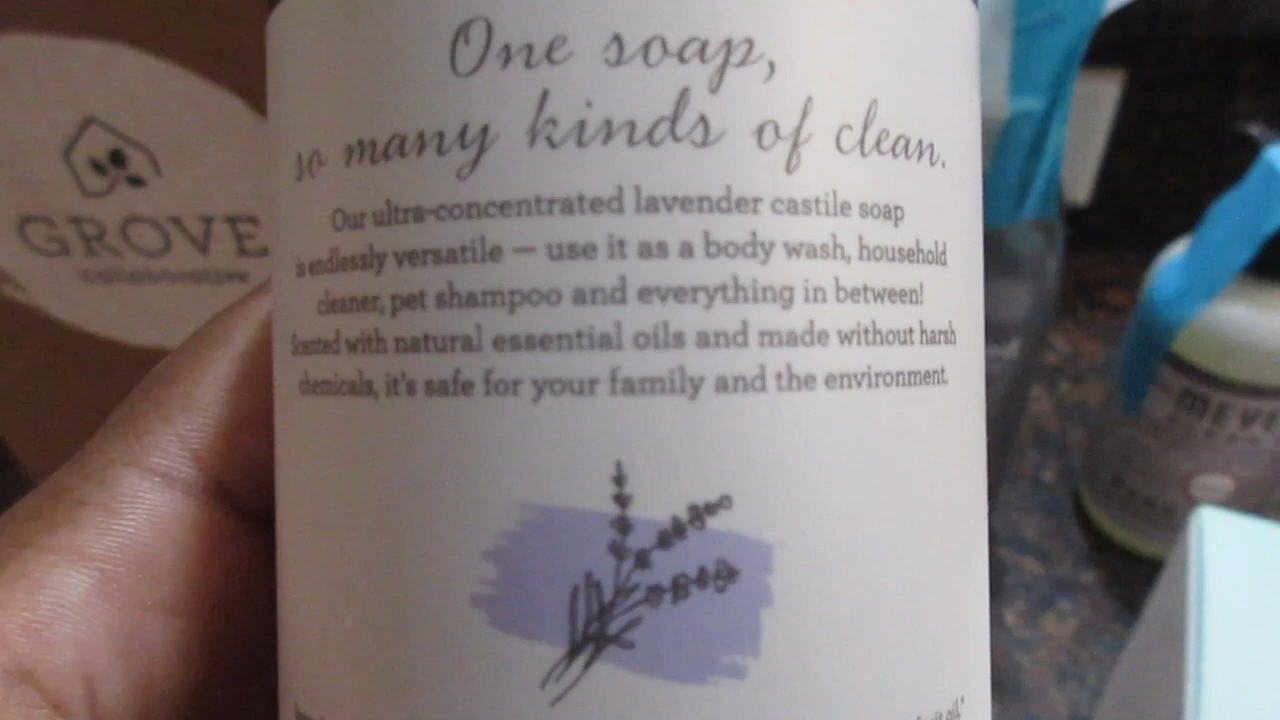 One soap,
so many kinds of clean.
Our ultra-concentrated lavender castile soap
is endlessly versatile — use it as a body wash, household
cleaner, pet shampoo and everything in between!
Scented with natural essential oils and made without harsh
chemicals, it's safe for your family and the environment.
GROVE
collaborative